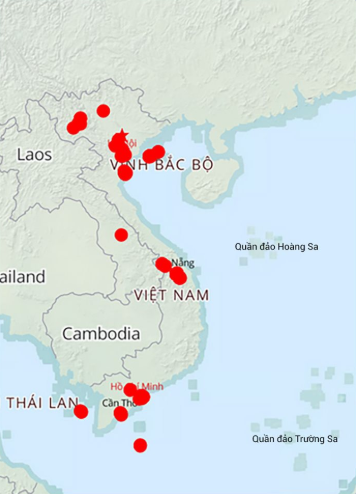 Hà Nội
Laos
VỊNH BẮC BỘ
Quần đảo Hoàng Sa
Nẵng
ailand
VIỆT NAM
Cambodia
Hồ Chí Minh
THÁI LAN
Cần Thơ
Quần đảo Trường Sa